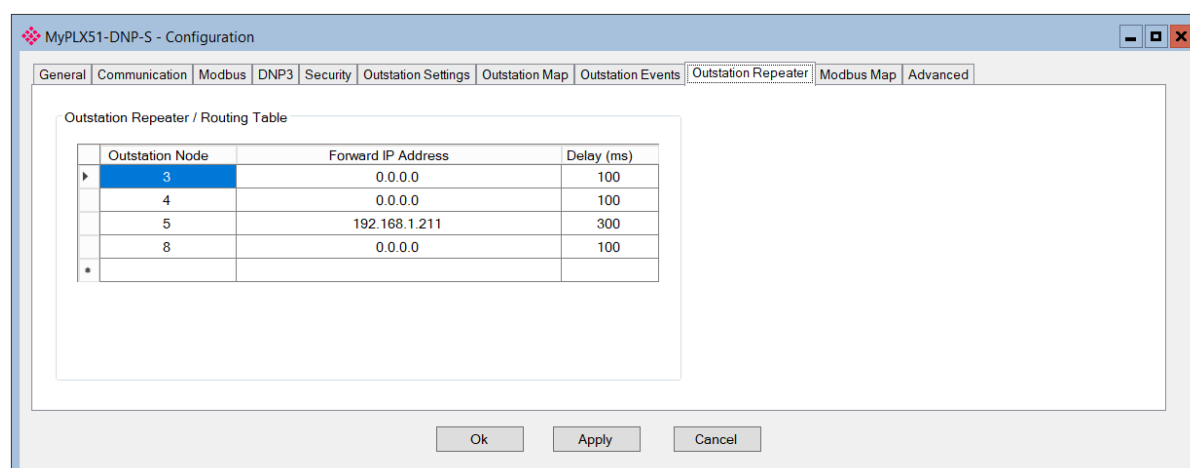 MyPLX51-DNP-S - Configuration
General Communication Modbus DNP3 Security Outstation Settings Outstation Map Outstation Events Outstation Repeater Modbus Map Advanced
Outstation Repeater / Routing Table
Outstation Node Forward IP Address Delay (ms)
3 0.0.0.0 100
4 0.0.0.0 100
5 192.168.1.211 300
8 0.0.0.0 100
Ok Apply Cancel